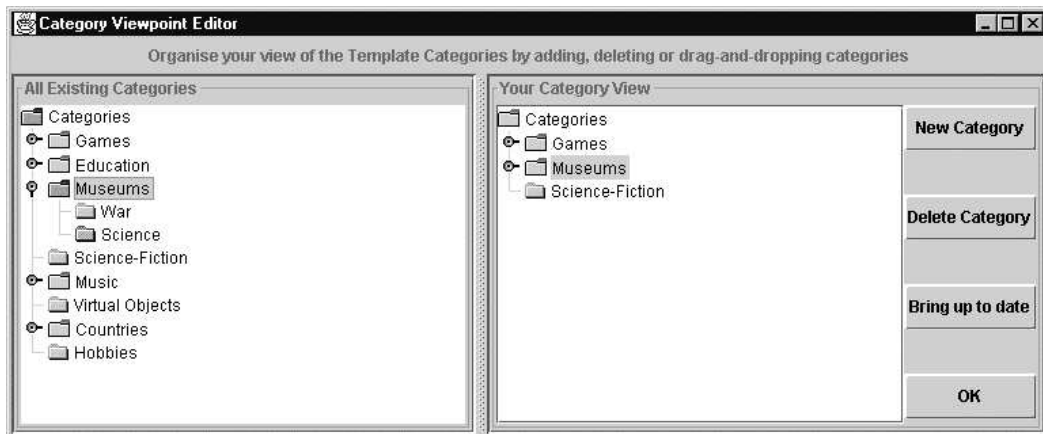 Category Viewpoint Editor
Organise your view of the Template Categories by adding, deleting or drag-and-dropping categories
All Existing Categories
Categories
Games
Education
Museums
War
Science
Science-Fiction
Music
Virtual Objects
Countries
Hobbies
Your Category View
Categories
Games
Museums
Science-Fiction
New Category
Delete Category
Bring up to date
OK